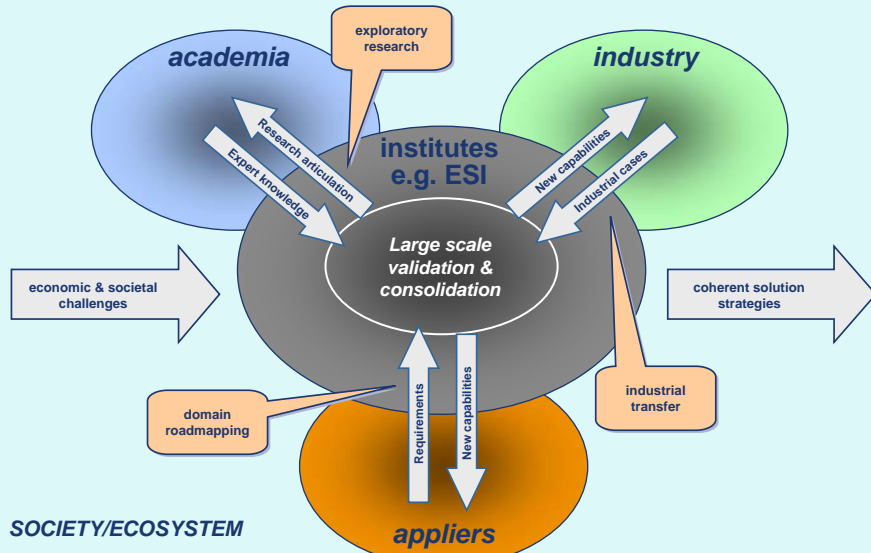 exploratory
research
academia
industry
Research articulation
Expert knowledge
institutes
e.g. ESI
New capabilities
Industrial cases
Large scale
validation &
consolidation
economic & societal
challenges
coherent solution
strategies
domain
roadmapping
Requirements
New capabilities
industrial
transfer
appliers
SOCIETY/ECOSYSTEM